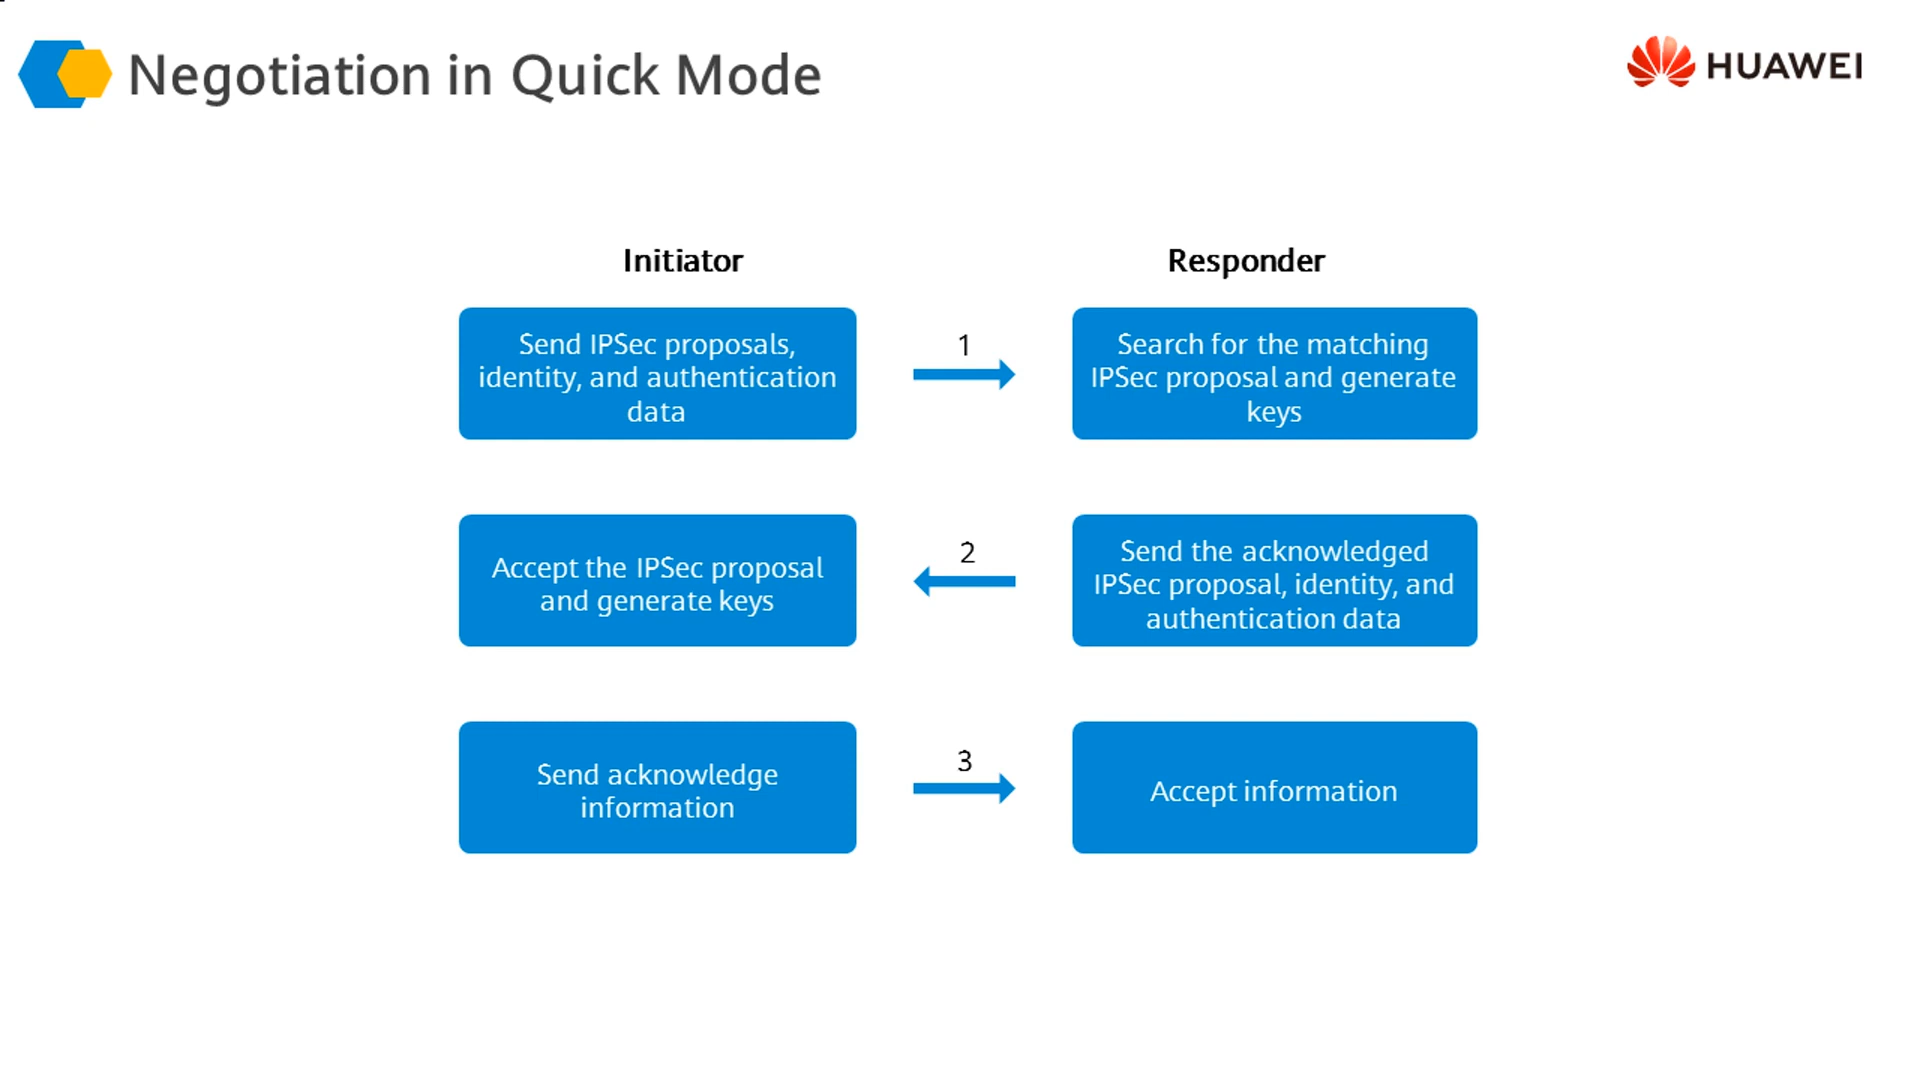 Negotiation in Quick Mode
HUAWEI
Initiator
Responder
Send IPSec proposals,
identity, and authentication
data
1
Search for the matching
IPSec proposal and generate
keys
Accept the IPSec proposal
and generate keys
2
Send the acknowledged
IPSec proposal, identity, and
authentication data
Send acknowledge
information
3
Accept information